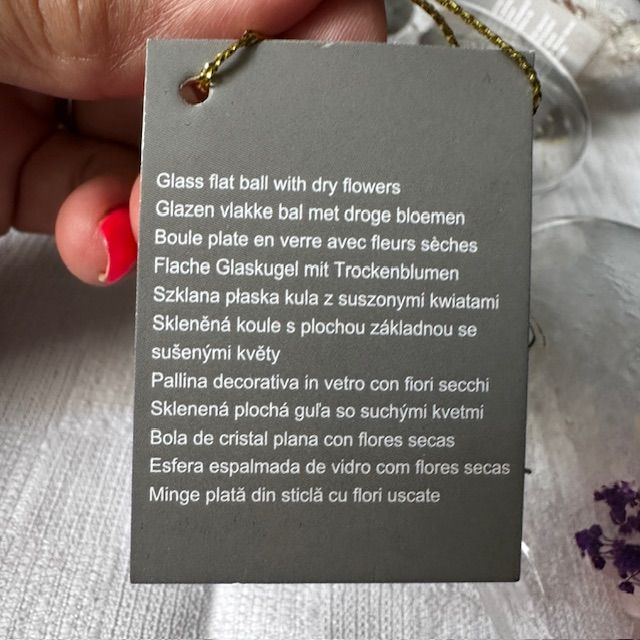 Glass flat ball with dry flowers
Glazen vlakke bal met droge bloemen
Boule plate en verre avec fleurs sèches
Flache Glaskugel mit Trockenblumen
Szklana płaska kula z suszonymi kwiatami
Skleněná koule s plochou základnou se
sušenými květy
Pallina decorativa in vetro con fiori secchi
Sklenená plochá guľa so suchými kvetmi
Bola de cristal plana con flores secas
Esfera espalmada de vidro com flores secas
Minge plată din sticlă cu flori uscate